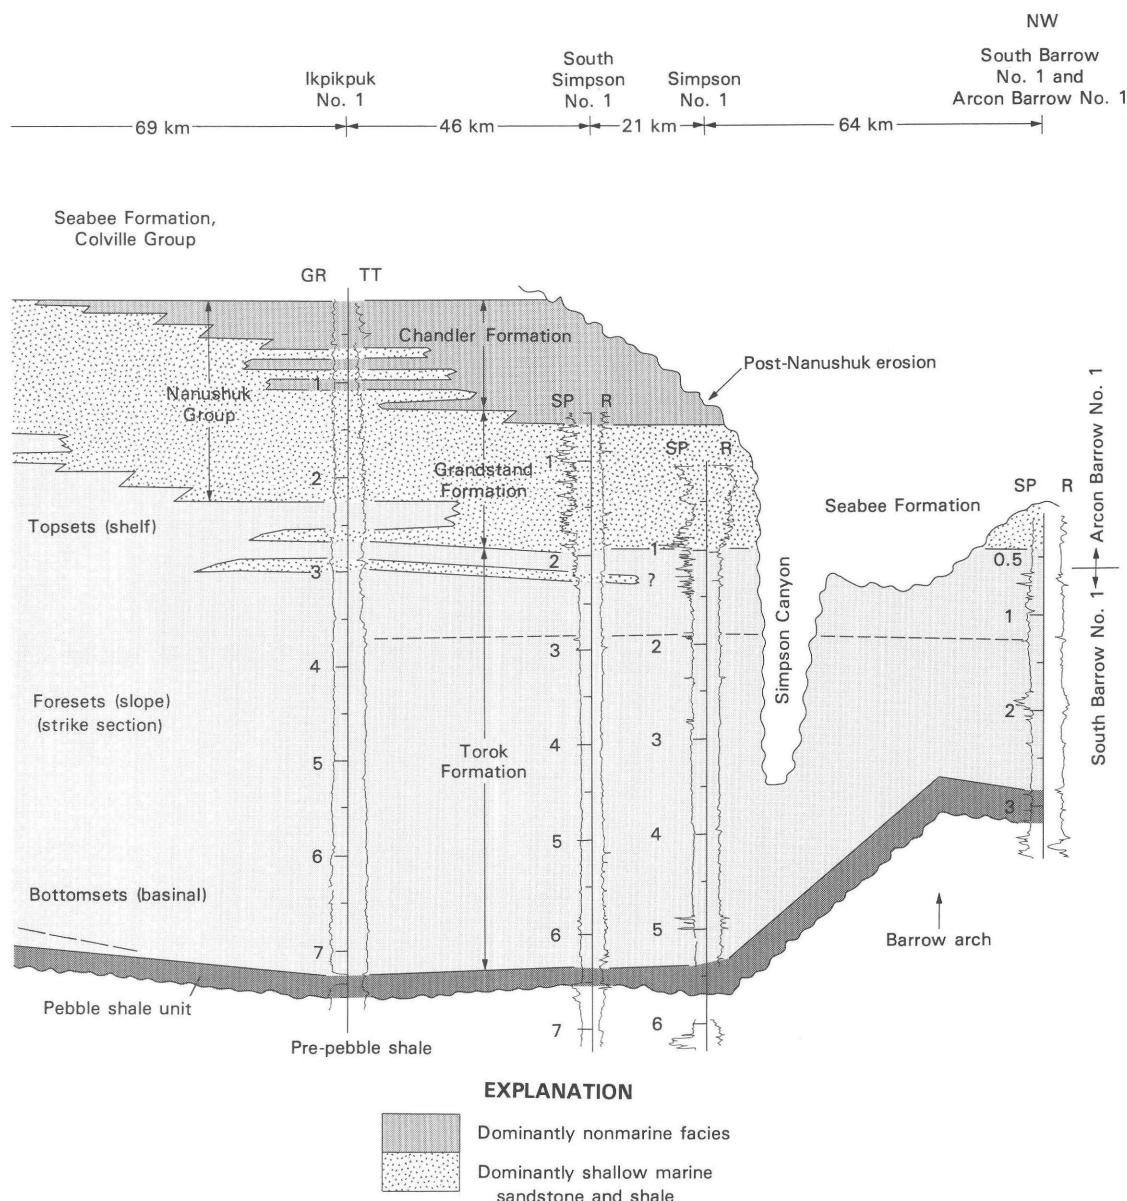 NW
South Barrow
No. 1 and
Arcon Barrow No. 1
South
Simpson
No. 1
Simpson
No. 1
Ikpikpuk
No. 1
69 km
46 km
21 km
64 km
Seabee Formation,
Colville Group
GR TT
Chandler Formation
Post-Nanushuk erosion
Nanushuk
Group
1
SP R
SP R
SP R
Grandstand
Formation
Seabee Formation
Arcon Barrow No. 1
South Barrow No. 1
Simpson Canyon
Topsets (shelf)
2
3
4
5
6
7
1
2
?
3
4
5
6
7
1
2
3
4
5
6
0.5
1
2
3
Foresets (slope)
(strike section)
Torok
Formation
Bottomsets (basinal)
Barrow arch
Pebble shale unit
Pre-pebble shale
EXPLANATION
Dominantly nonmarine facies
Dominantly shallow marine
sandstone and shale